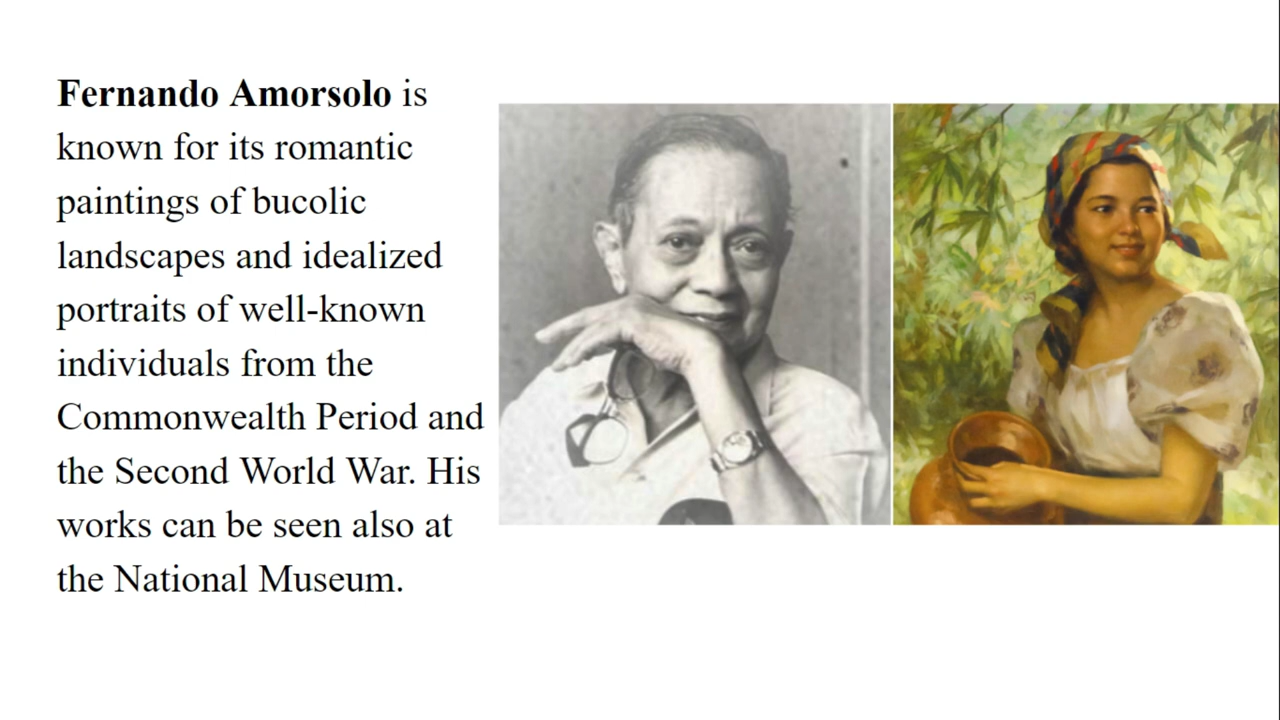 Fernando Amorsolo is
known for its romantic
paintings of bucolic
landscapes and idealized
portraits of well-known
individuals from the
Commonwealth Period and
the Second World War. His
works can be seen also at
the National Museum.